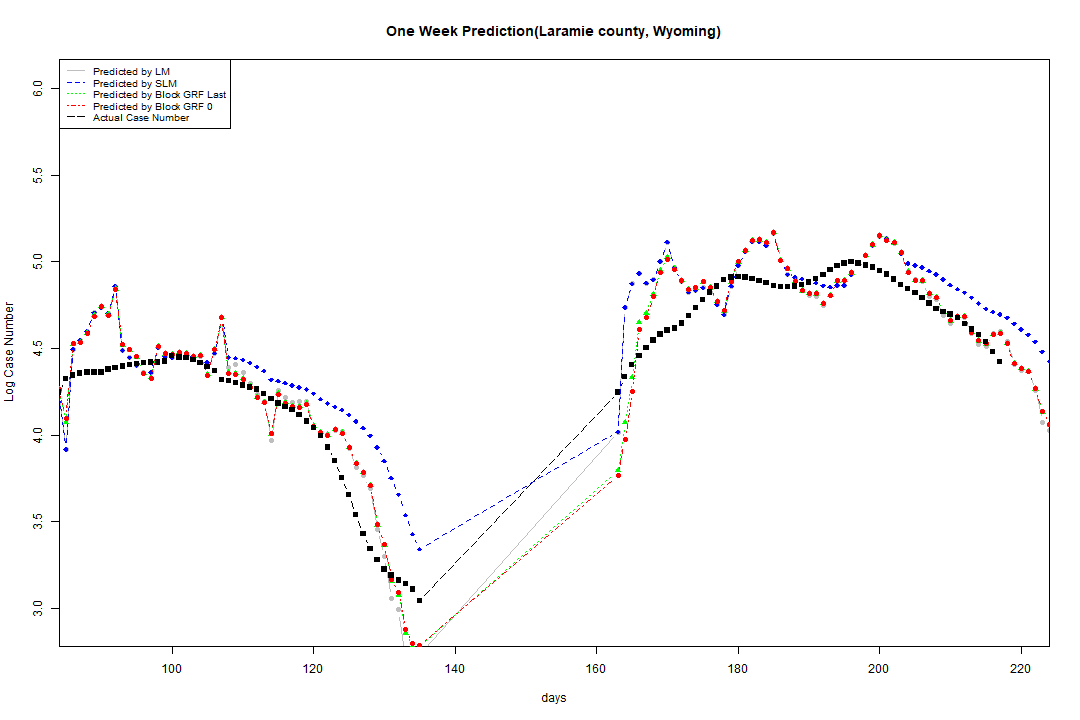 One Week Prediction(Laramie county, Wyoming)
Predicted by LM
Predicted by SLM
Predicted by Block GRF Last
Predicted by Block GRF 0
Actual Case Number
Log Case Number
6.0
5.5
5.0
4.5
4.0
3.5
3.0
100 120 140 160 180 200 220
days